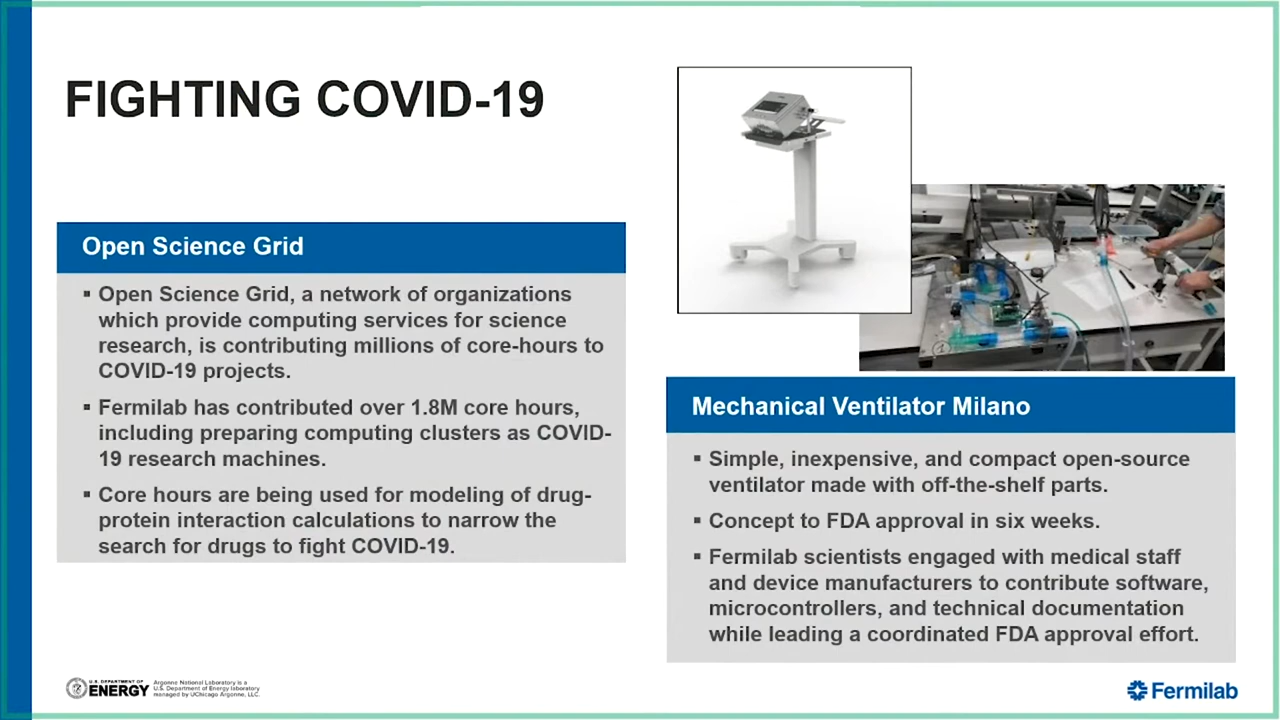 FIGHTING COVID-19
Open Science Grid
▪ Open Science Grid, a network of organizations
which provide computing services for science
research, is contributing millions of core-hours to
COVID-19 projects.
▪ Fermilab has contributed over 1.8M core hours,
including preparing computing clusters as COVID-
19 research machines.
▪ Core hours are being used for modeling of drug-
protein interaction calculations to narrow the
search for drugs to fight COVID-19.
Mechanical Ventilator Milano
▪ Simple, inexpensive, and compact open-source
ventilator made with off-the-shelf parts.
▪ Concept to FDA approval in six weeks.
▪ Fermilab scientists engaged with medical staff
and device manufacturers to contribute software,
microcontrollers, and technical documentation
while leading a coordinated FDA approval effort.
U.S. DEPARTMENT OF
ENERGY
Argonne National Laboratory is a
U.S. Department of Energy laboratory
managed by UChicago Argonne, LLC.
Fermilab